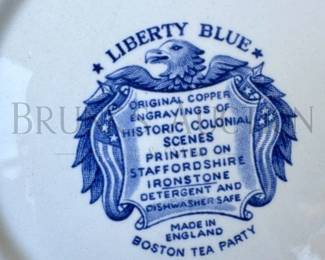 ★ LIBERTY BLUE ★
ORIGINAL COPPER
ENGRAVINGS OF
HISTORIC COLONIAL
SCENES
PRINTED ON
STAFFORDSHIRE
IRONSTONE
DETERGENT AND
DISHWASHER SAFE
MADE IN
ENGLAND
BOSTON TEA PARTY